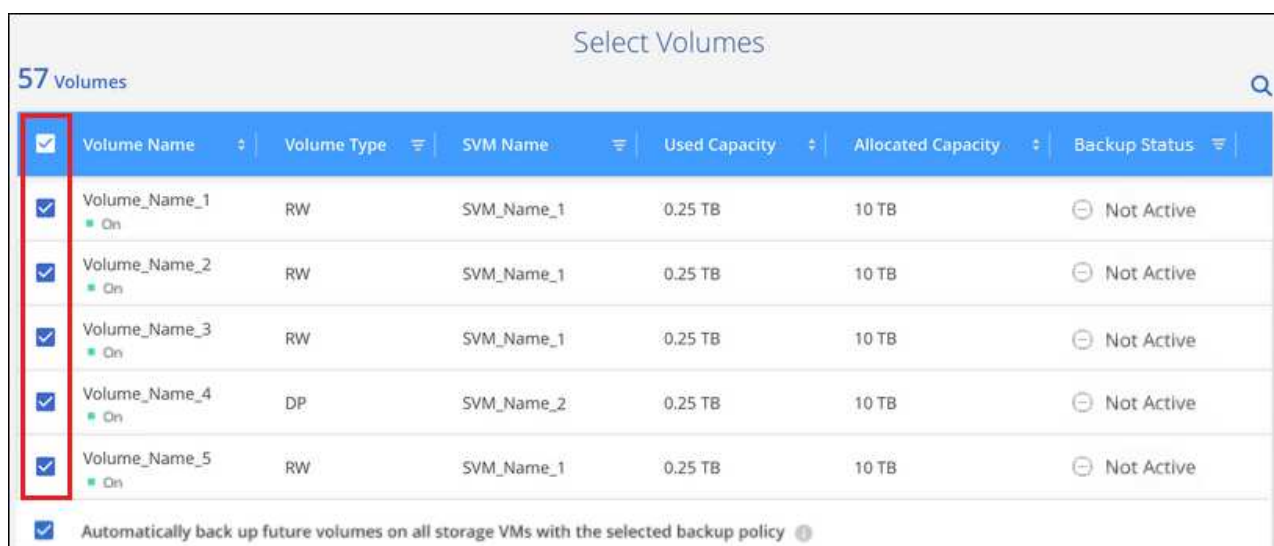 Select Volumes
57 Volumes
Volume Name Volume Type SVM Name Used Capacity Allocated Capacity Backup Status
Volume_Name_1 RW SVM_Name_1 0.25 TB 10 TB Not Active
On
Volume_Name_2 RW SVM_Name_1 0.25 TB 10 TB Not Active
On
Volume_Name_3 RW SVM_Name_1 0.25 TB 10 TB Not Active
On
Volume_Name_4 DP SVM_Name_2 0.25 TB 10 TB Not Active
On
Volume_Name_5 RW SVM_Name_1 0.25 TB 10 TB Not Active
On
Automatically back up future volumes on all storage VMs with the selected backup policy